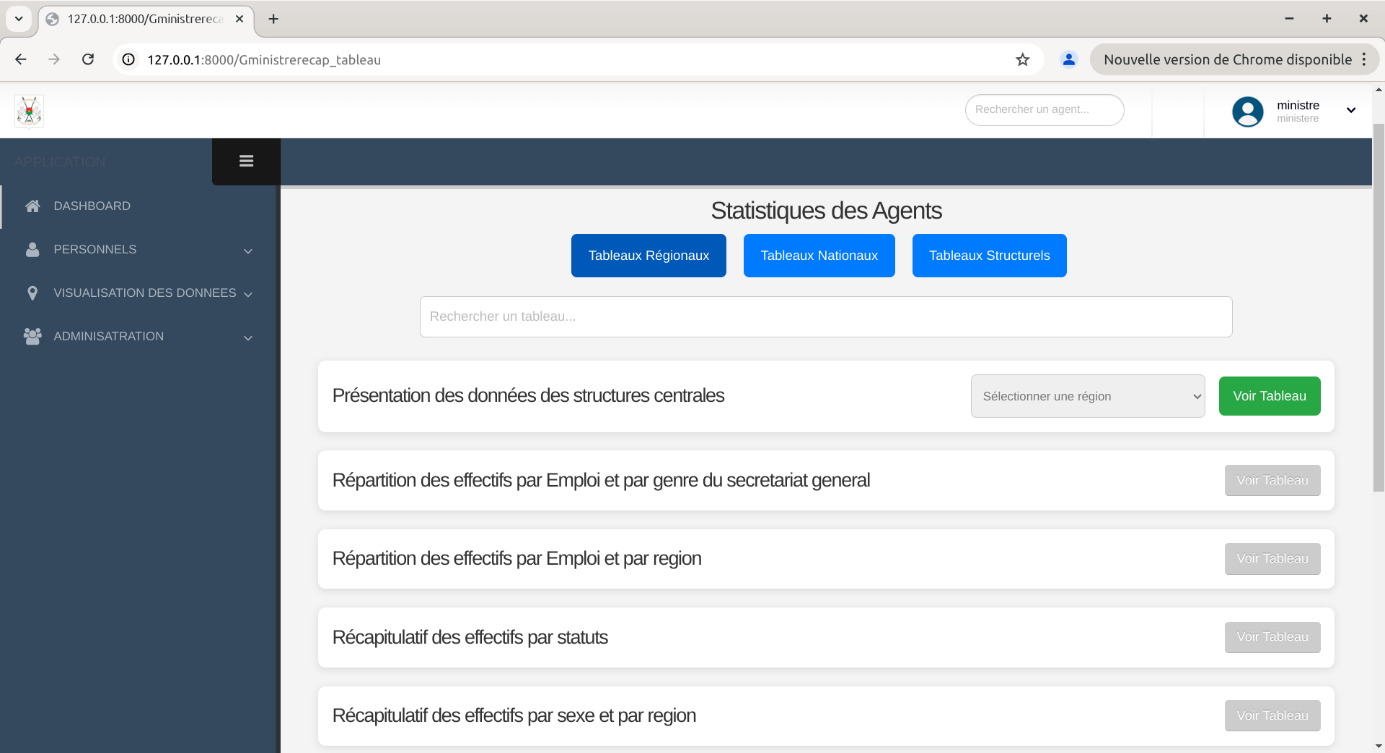 127.0.0.1:8000/Gministrereca
127.0.0.1:8000/Gministrerecap_tableau
Nouvelle version de Chrome disponible
Rechercher un agent...
ministre
ministere
APPLICATION
DASHBOARD
PERSONNELS
VISUALISATION DES DONNEES
ADMINISATRATION
Statistiques des Agents
Tableaux Régionaux
Tableaux Nationaux
Tableaux Structurels
Rechercher un tableau...
Présentation des données des structures centrales
Sélectionner une région
Voir Tableau
Répartition des effectifs par Emploi et par genre du secretariat general
Voir Tableau
Répartition des effectifs par Emploi et par region
Voir Tableau
Récapitulatif des effectifs par statuts
Voir Tableau
Récapitulatif des effectifs par sexe et par region
Voir Tableau